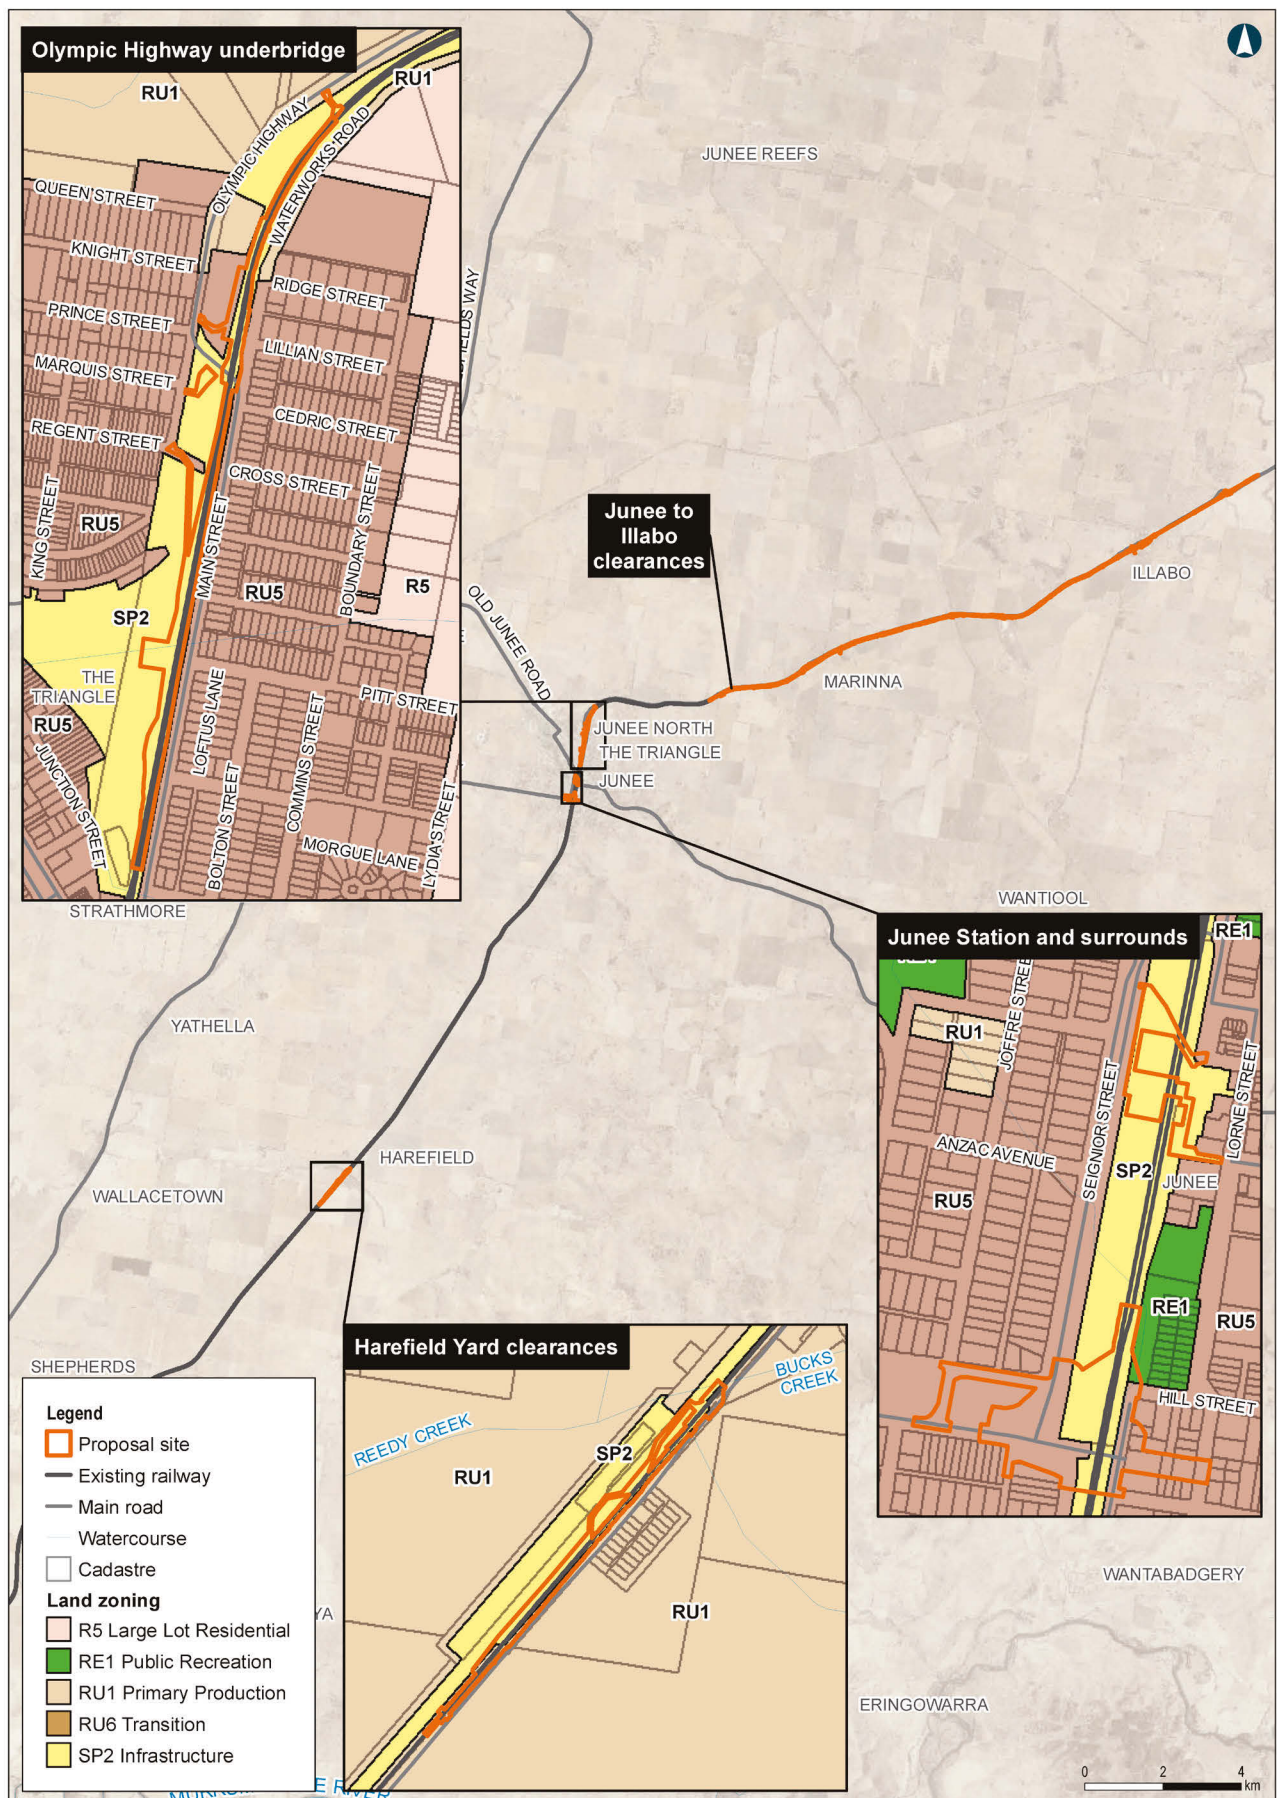 Olympic Highway underbridge
RU1
RU1
OLYMPIC HIGHWAY
WATERWORKS ROAD
QUEEN STREET
KNIGHT STREET
RIDGE STREET
PRINCE STREET
LILLIAN STREET
MARQUIS STREET
CEDRIC STREET
REGENT STREET
CROSS STREET
KING STREET
RU5
MAIN STREET
BOUNDARY STREET
RU5
R5
SP2
THE
TRIANGLE
PITT STREET
RU5
LOFTUS LANE
JUNCTION STREET
COMMINS STREET
BOLTON STREET
LYDIA STREET
MORGUE LANE
JUNEE REEFS
Junee to
Illabo
clearances
ILLABO
OLD JUNEE ROAD
MARINNA
JUNEE NORTH
THE TRIANGLE
JUNEE
STRATHMORE
WANTIOOL
YATHELLA
HAREFIELD
WALLACETOWN
SHEPHERDS
Junee Station and surrounds
RE1
JOFFRE STREET
RU1
SEIGNIOR STREET
LORNE STREET
ANZAC AVENUE
SP2
JUNEE
RU5
RE1
RU5
HILL STREET
Harefield Yard clearances
BUCKS
CREEK
REEDY CREEK
SP2
RU1
RU1
WANTABADGERY
ERINGOWARRA
Legend
Proposal site
Existing railway
Main road
Watercourse
Cadastre
Land zoning
R5 Large Lot Residential
RE1 Public Recreation
RU1 Primary Production
RU6 Transition
SP2 Infrastructure
0 2 4
km